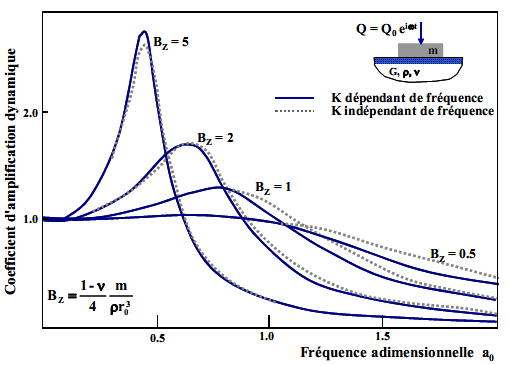 Coefficient d'amplification dynamique
Q = Q₀ eⁱωt
m
G, ρ, ν
K dépendant de fréquence
K indépendant de fréquence
B_Z = 5
B_Z = 2
B_Z = 1
B_Z = 0.5
2.0
1.0
B_Z = (1-ν)/4 m/(ρr₀³)
0.5
1.0
1.5
Fréquence adimensionnelle a₀